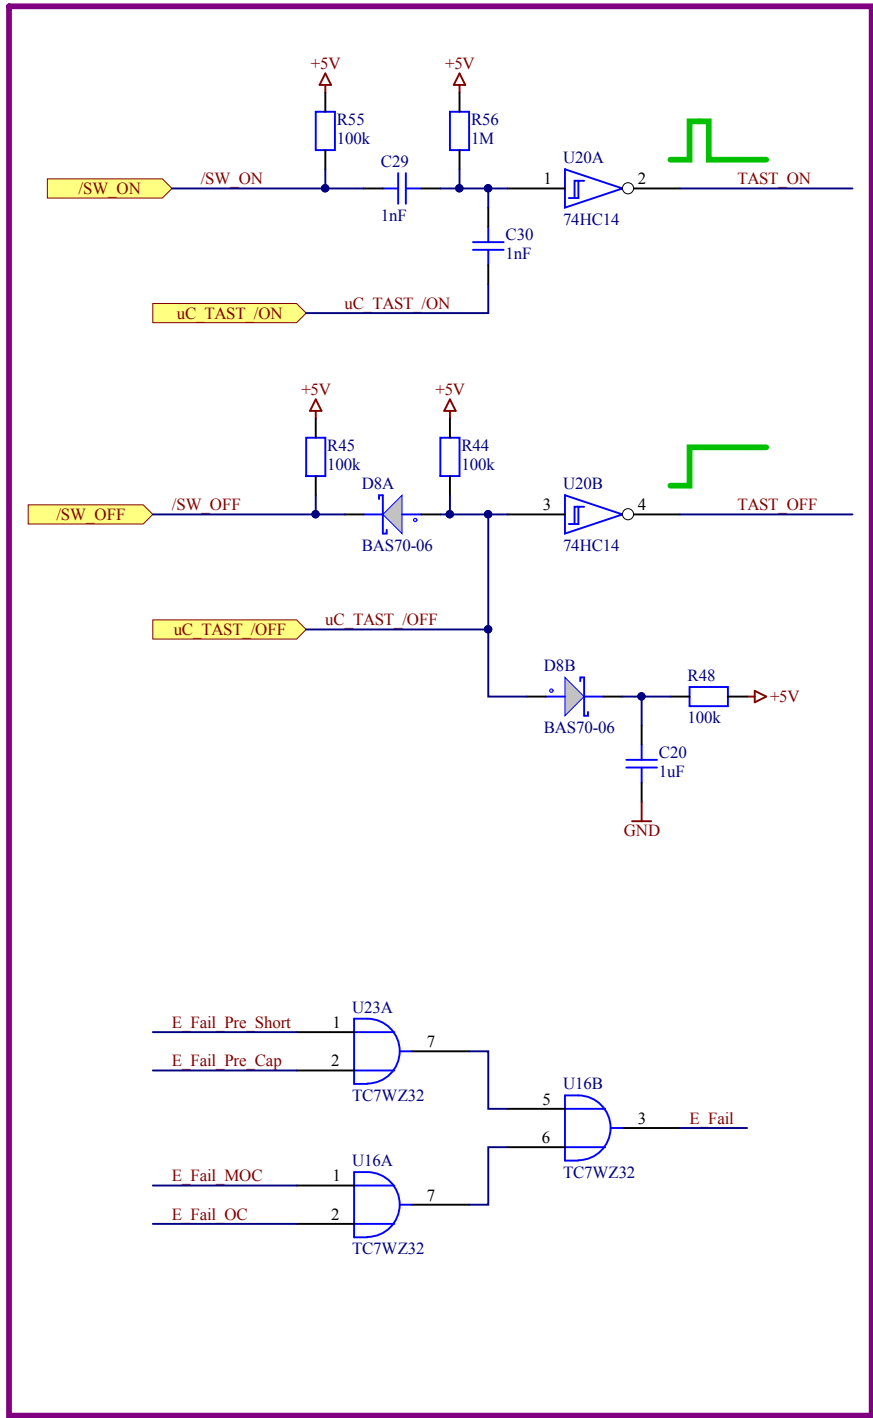 +5V
+5V
R55
100k
R56
1M
C29
1nF
U20A
/SW_ON
/SW_ON
1
2
TAST_ON
74HC14
C30
1nF
uC_TAST_/ON
uC_TAST_/ON
+5V
+5V
R45
100k
R44
100k
D8A
BAS70-06
U20B
/SW_OFF
/SW_OFF
3
4
TAST_OFF
74HC14
uC_TAST_/OFF
uC_TAST_/OFF
D8B
BAS70-06
R48
100k
+5V
C20
1uF
GND
U23A
E_Fail_Pre_Short
1
E_Fail_Pre_Cap
2
7
TC7WZ32
U16B
5
6
3
E_Fail
TC7WZ32
U16A
E_Fail_MOC
1
E_Fail_OC
2
7
TC7WZ32